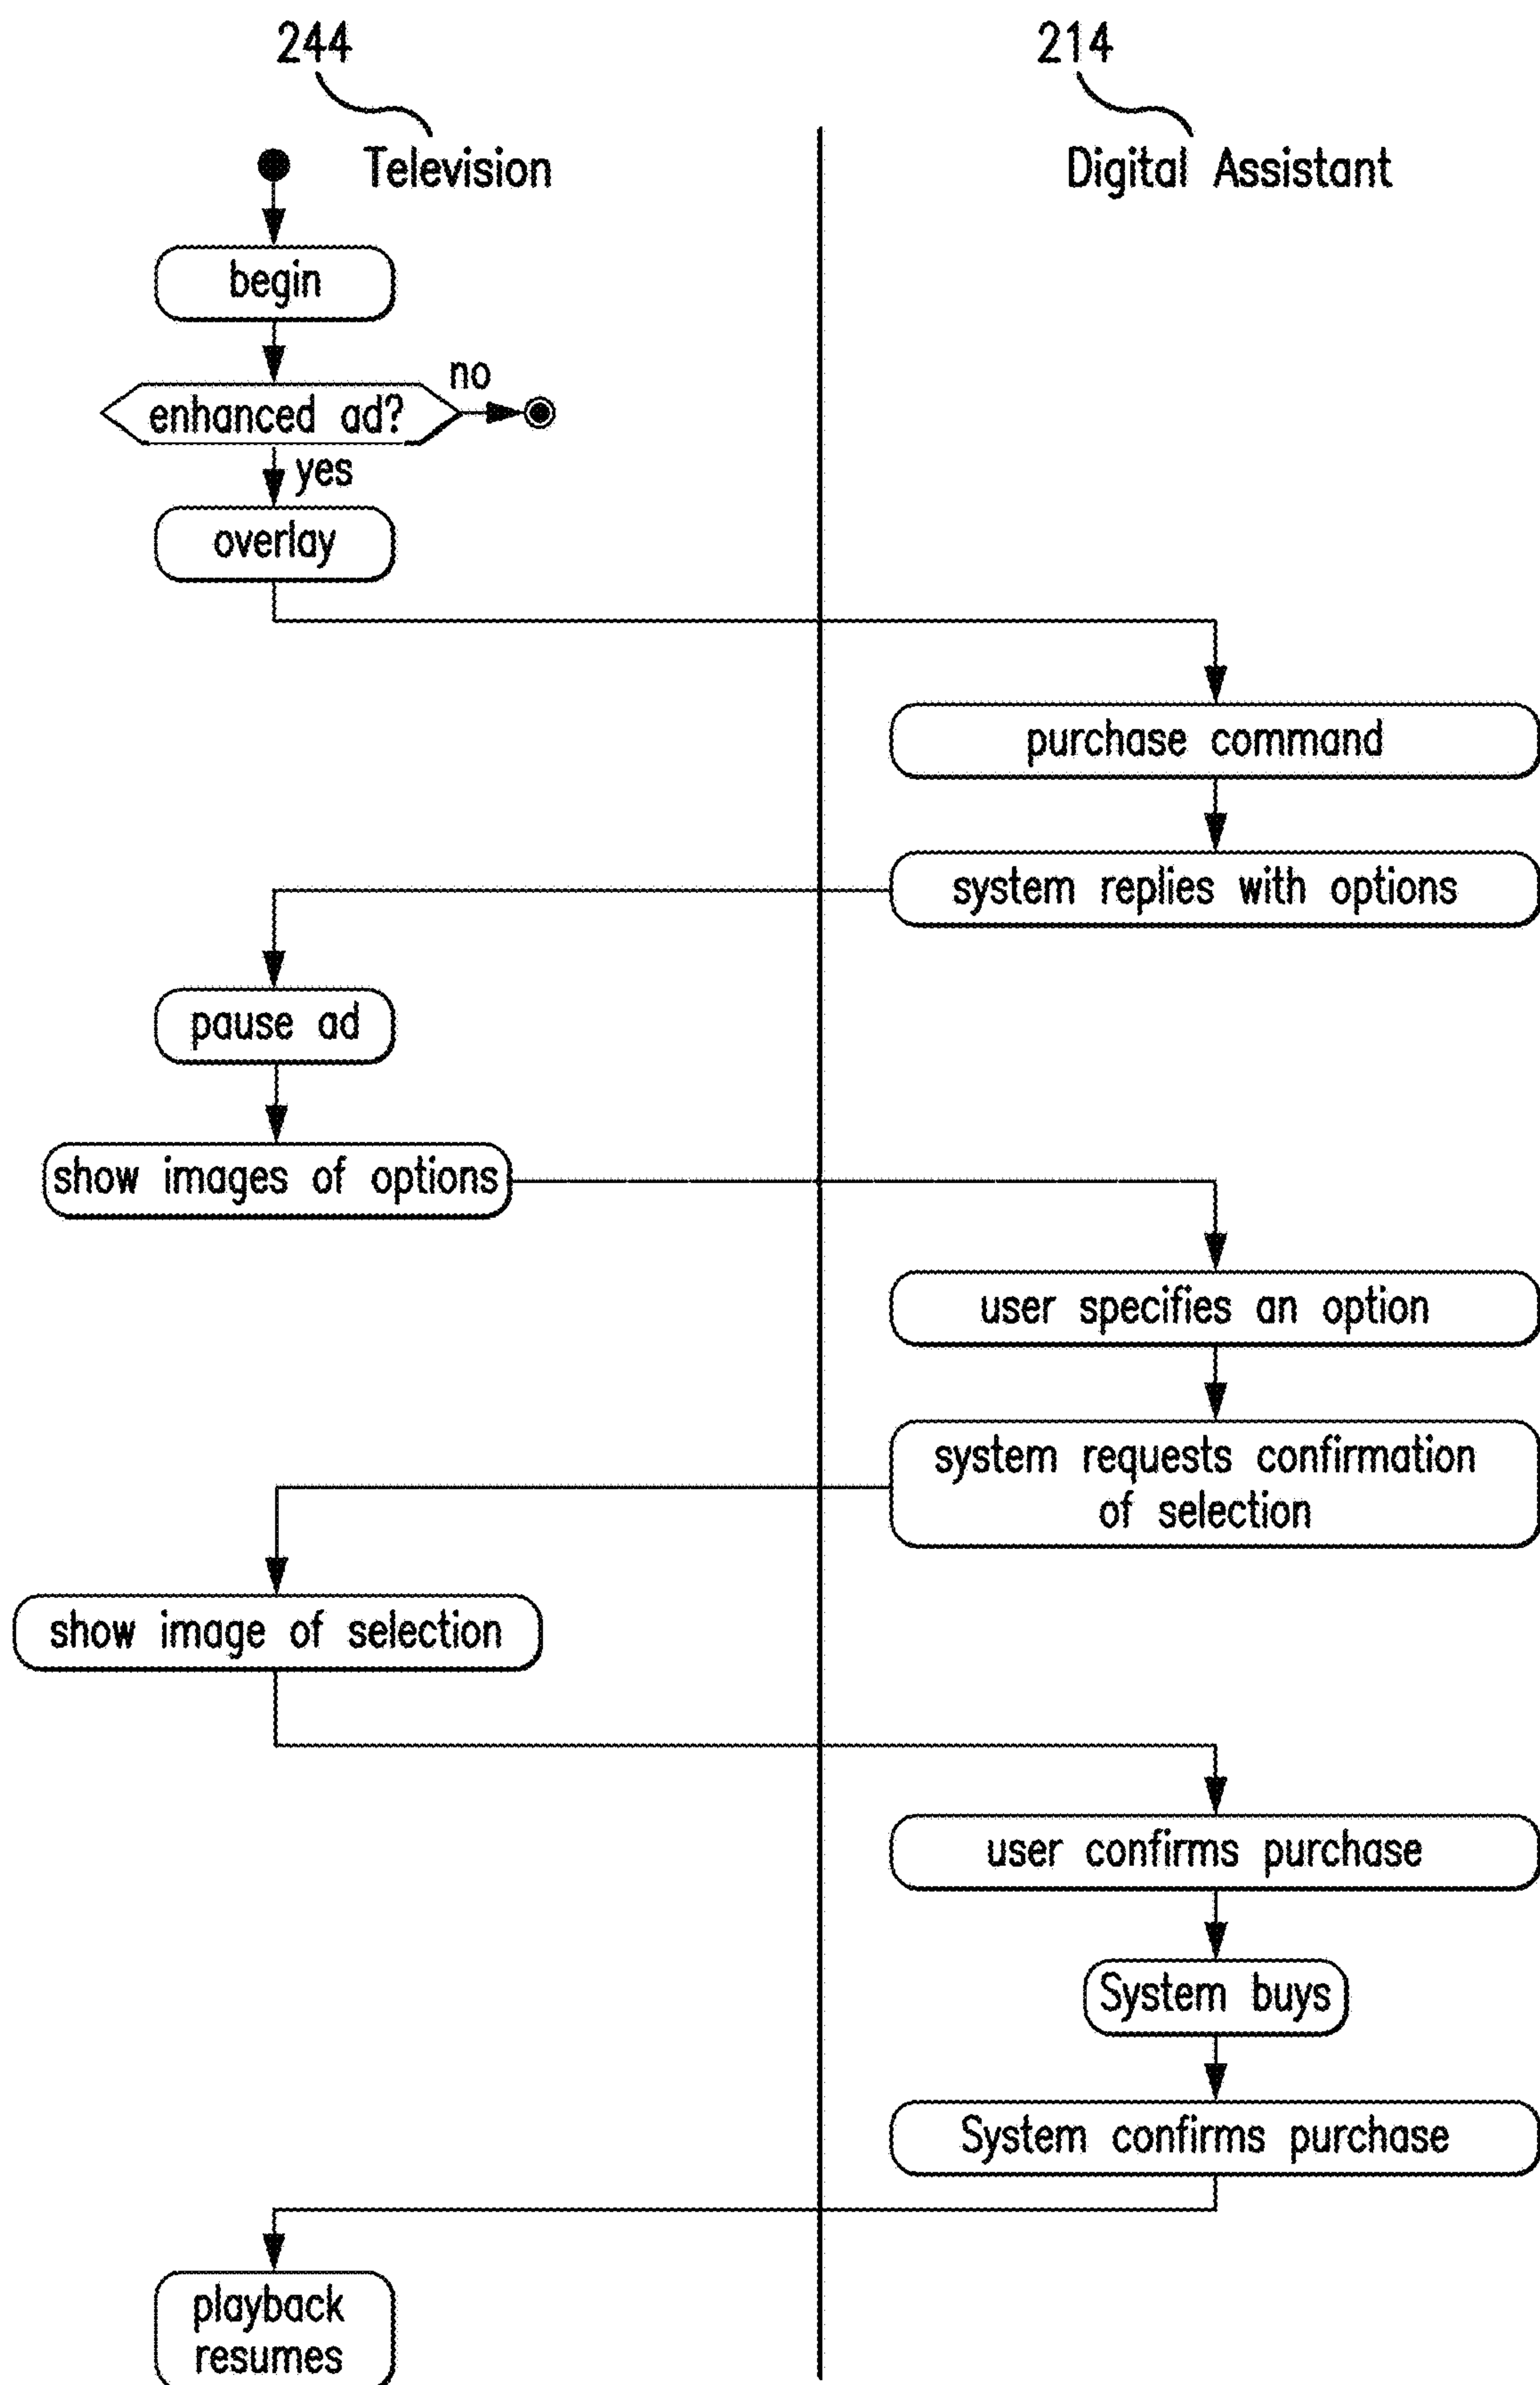 244
214
Television
Digital Assistant
begin
enhanced ad?
no
yes
overlay
purchase command
system replies with options
pause ad
show images of options
user specifies an option
system requests confirmation
of selection
show image of selection
user confirms purchase
System buys
System confirms purchase
playback
resumes